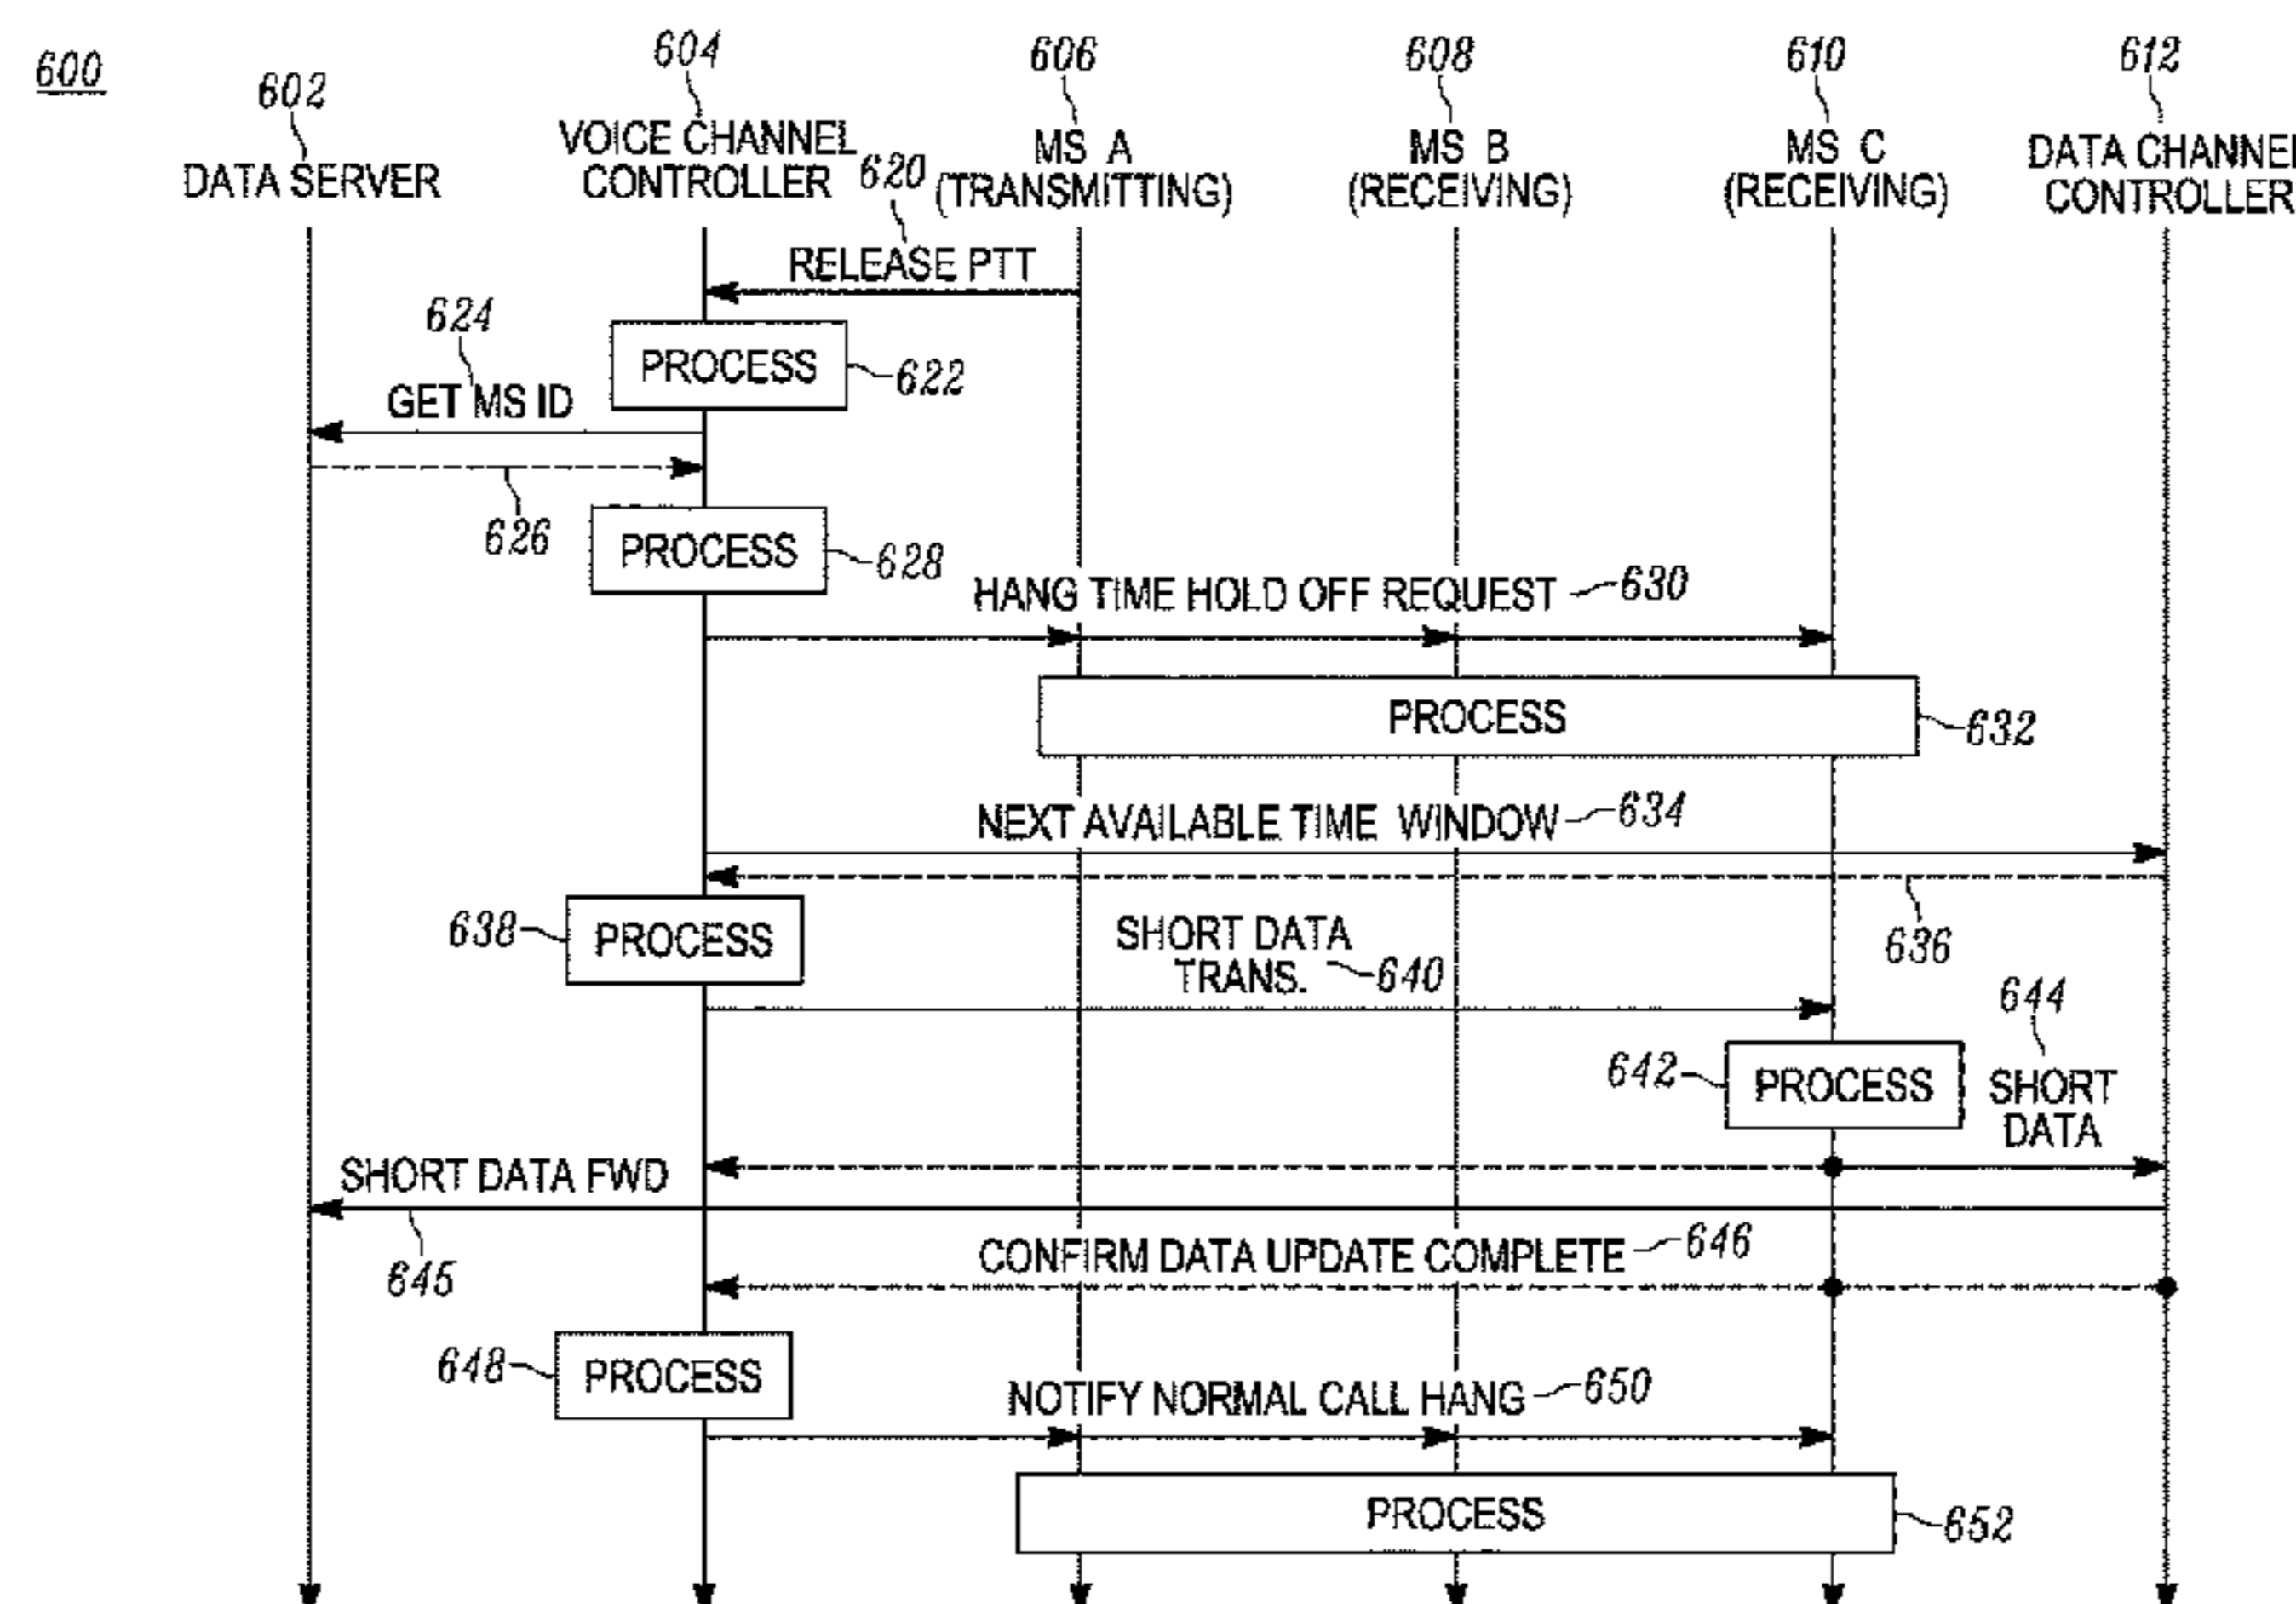 600
602
604
606
608
610
612
DATA SERVER
VOICE CHANNEL
CONTROLLER
MS A
(TRANSMITTING)
MS B
(RECEIVING)
MS C
(RECEIVING)
DATA CHANNEL
CONTROLLER
620
RELEASE PTT
PROCESS
622
624
GET MS ID
626
PROCESS
628
HANG TIME HOLD OFF REQUEST
630
PROCESS
632
NEXT AVAILABLE TIME WINDOW
634
636
638
PROCESS
SHORT DATA
TRANS.
640
642
PROCESS
644
SHORT
DATA
SHORT DATA FWD
645
CONFIRM DATA UPDATE COMPLETE
646
648
PROCESS
NOTIFY NORMAL CALL HANG
650
PROCESS
652